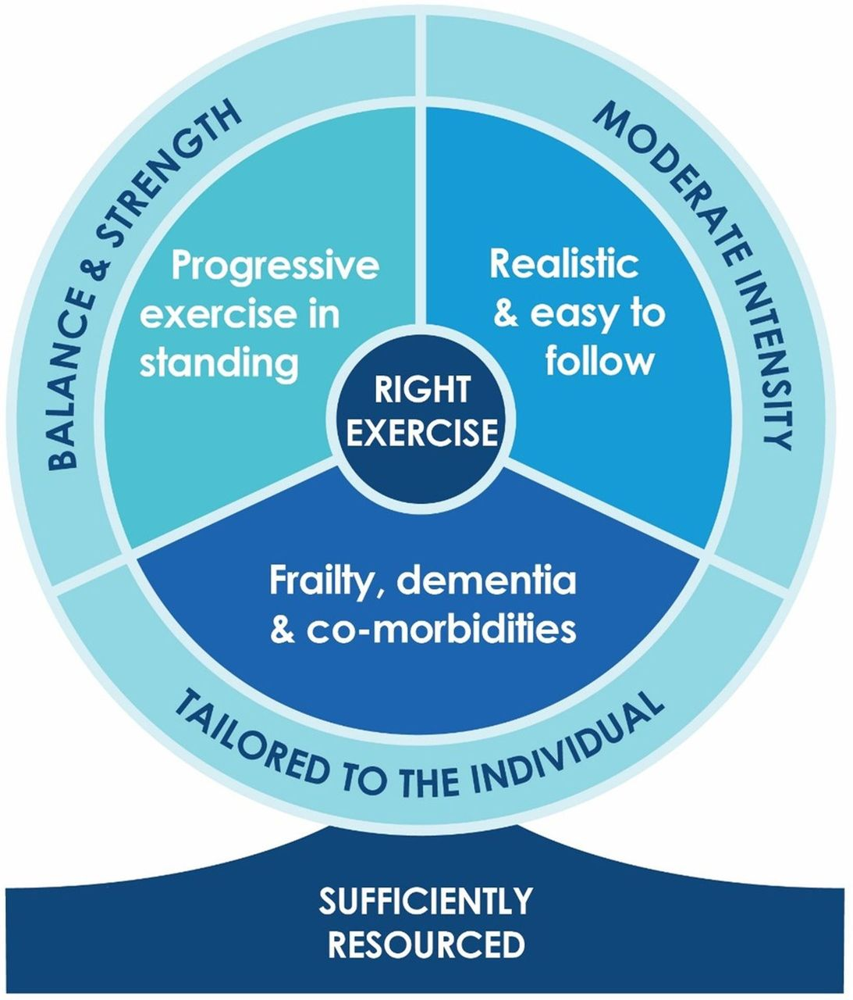 BALANCE & STRENGTH
MODERATE INTENSITY
Progressive
exercise in
standing
Realistic
& easy to
follow
RIGHT
EXERCISE
Frailty, dementia
& co-morbidities
TAILORED TO THE INDIVIDUAL
SUFFICIENTLY
RESOURCED